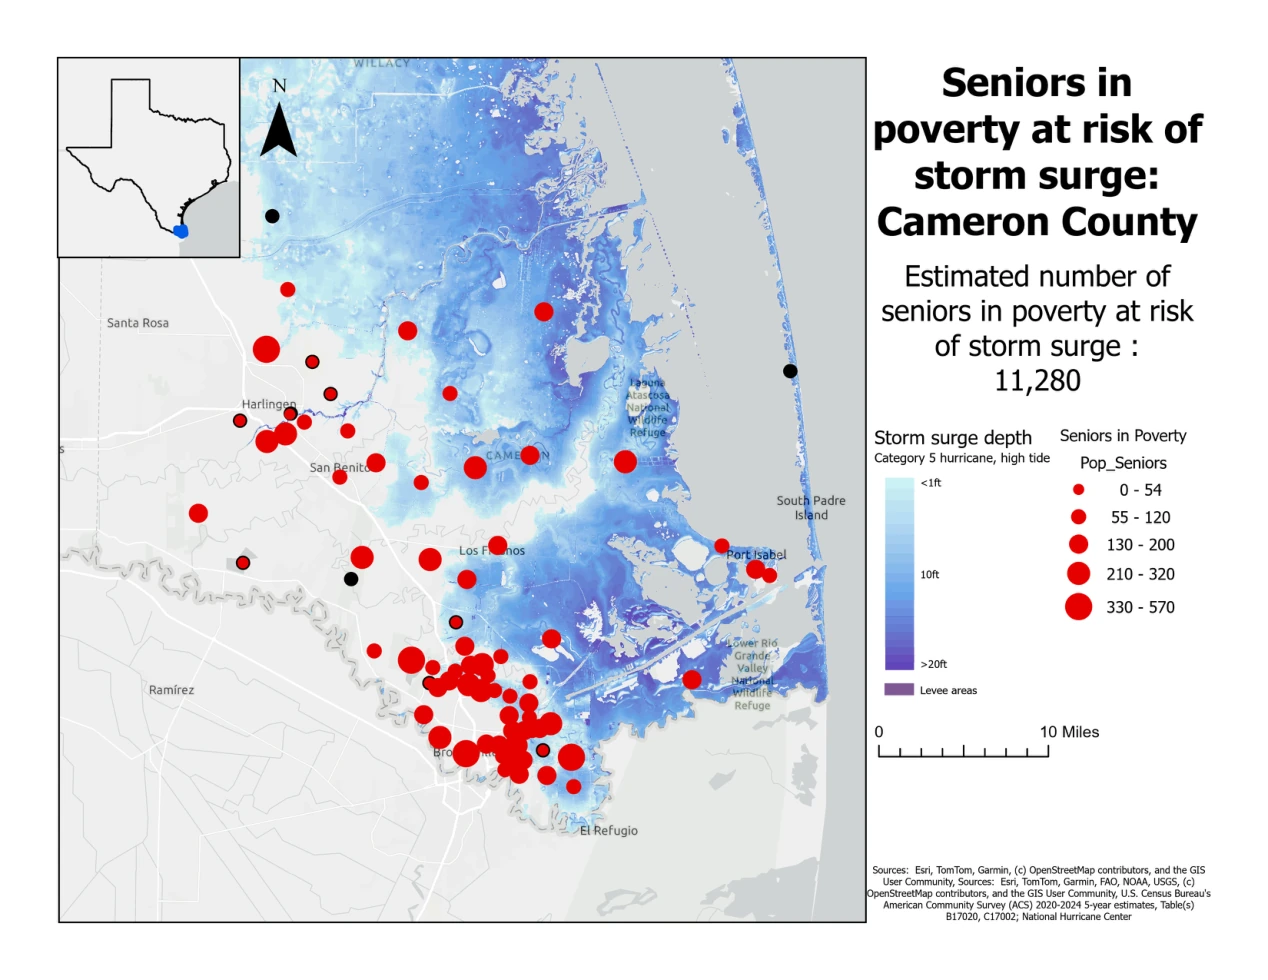 WILLACY
N
Santa Rosa
Harlingen
San Benito
CAMERON
Laguna
Atascosa
National
Wildlife
Refuge
South Padre
Island
Port Isabel
Lower Rio
Grande
Valley
National
Wildlife
Refuge
Ramírez
El Refugio
Seniors in
poverty at risk of
storm surge:
Cameron County
Estimated number of
seniors in poverty at risk
of storm surge :
11,280
Storm surge depth
Category 5 hurricane, high tide
<1ft
10ft
>20ft
Levee areas
Seniors in Poverty
Pop_Seniors
0 - 54
55 - 120
130 - 200
210 - 320
330 - 570
0 10 Miles
Sources: Esri, TomTom, Garmin, (c) OpenStreetMap contributors, and the GIS
User Community, Sources: Esri, TomTom, Garmin, FAO, NOAA, USGS, (c)
OpenStreetMap contributors, and the GIS User Community, U.S. Census Bureau's
American Community Survey (ACS) 2020-2024 5-year estimates, Table(s)
B17020, C17002; National Hurricane Center